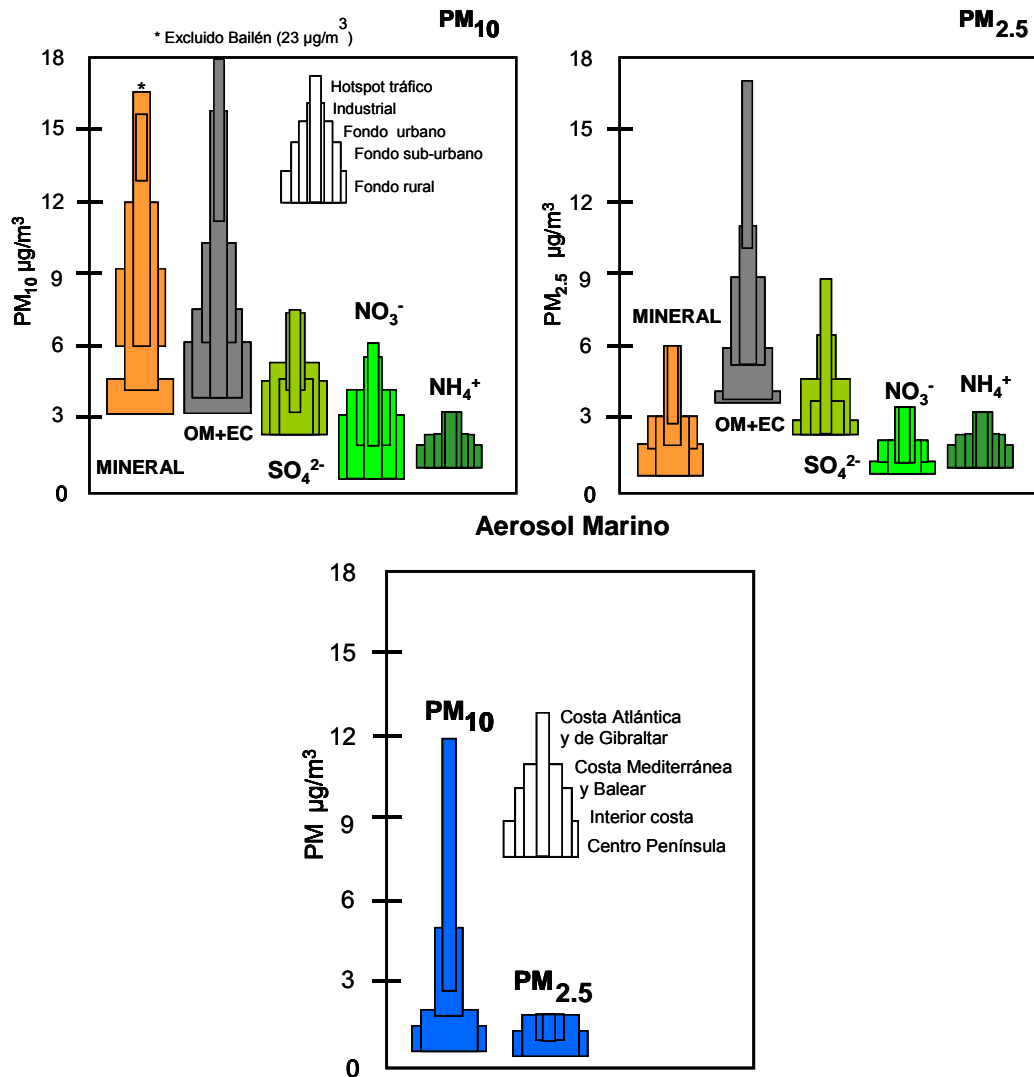 PM10
* Excluido Bailén (23 µg/m3)
18
15
12
9
6
3
0
PM10 µg/m3
*
Hotspot tráfico
Industrial
Fondo urbano
Fondo sub-urbano
Fondo rural
MINERAL
OM+EC
SO42-
NO3-
NH4+
PM2.5
18
15
12
9
6
3
0
PM2.5 µg/m3
MINERAL
OM+EC
SO42-
NO3-
NH4+
Aerosol Marino
18
15
12
9
6
3
0
PM µg/m3
PM10
PM2.5
Costa Atlántica
y de Gibraltar
Costa Mediterránea
y Balear
Interior costa
Centro Península